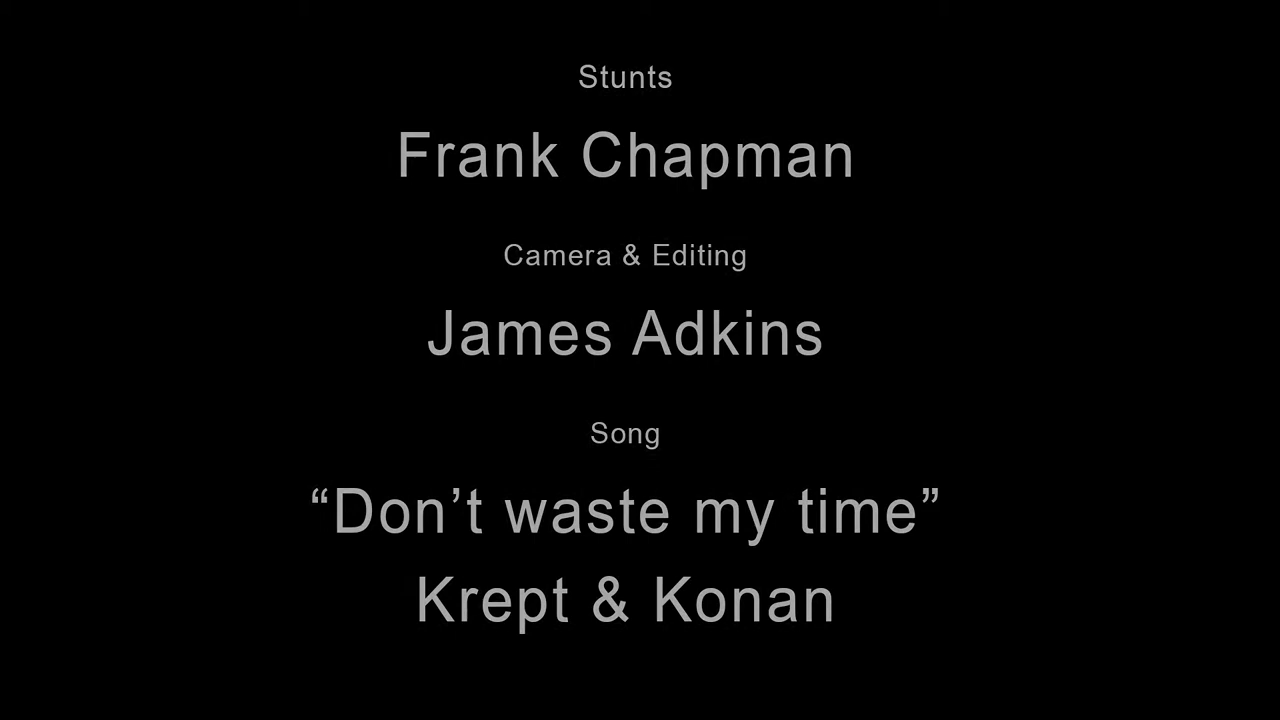 Stunts
Frank Chapman
Camera & Editing
James Adkins
Song
“Don’t waste my time”
Krept & Konan